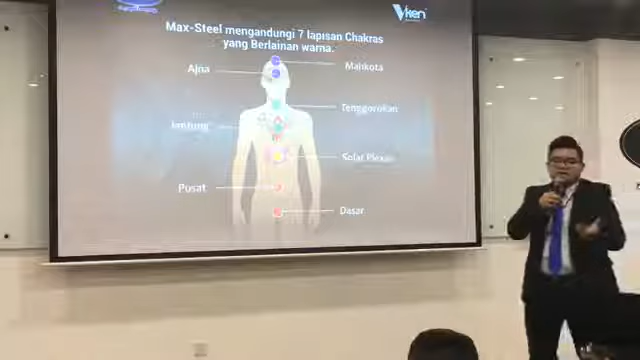 Vken
Max-Steel mengandungi 7 lapisan Chakras
yang Berlainan warna.
Ajna
Mahkota
Tenggorokan
Jantung
Solar Plexus
Pusat
Dasar